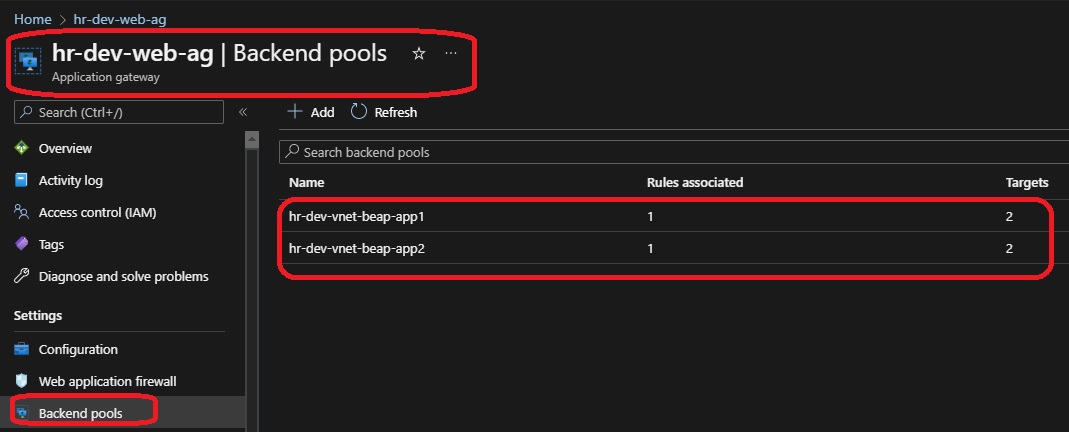 Home > hr-dev-web-ag
hr-dev-web-ag | Backend pools ☆ ...
Application gateway
Search (Ctrl+/) «
Add Refresh
Overview
Activity log
Access control (IAM)
Tags
Diagnose and solve problems
Settings
Configuration
Web application firewall
Backend pools
Search backend pools
Name Rules associated Targets
hr-dev-vnet-beap-app1 1 2
hr-dev-vnet-beap-app2 1 2